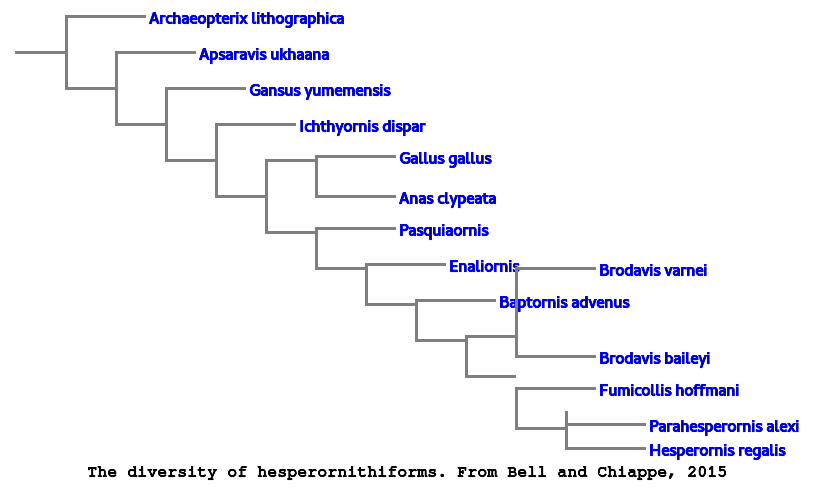 Archaeopterix lithographica
Apsaravis ukhaana
Gansus yumemensis
Ichthyornis dispar
Gallus gallus
Anas clypeata
Pasquiaornis
Enaliornis
Brodavis varnei
Baptornis advenus
Brodavis baileyi
Fumicollis hoffmani
Parahesperornis alexi
Hesperornis regalis
The diversity of hesperornithiforms. From Bell and Chiappe, 2015